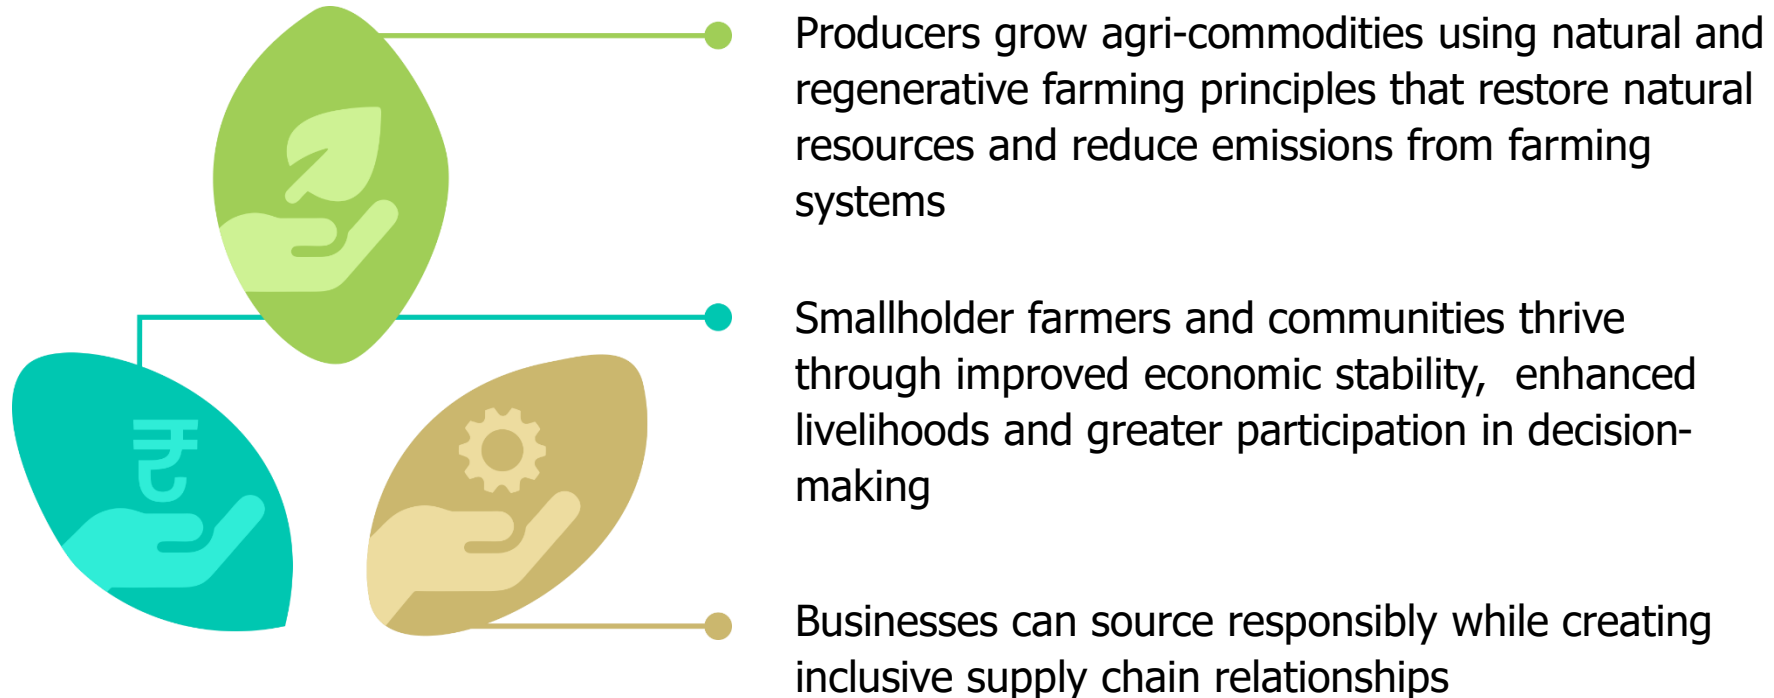 Producers grow agri-commodities using natural and
regenerative farming principles that restore natural
resources and reduce emissions from farming
systems
₹
Smallholder farmers and communities thrive
through improved economic stability,  enhanced
livelihoods and greater participation in decision-
making
Businesses can source responsibly while creating
inclusive supply chain relationships